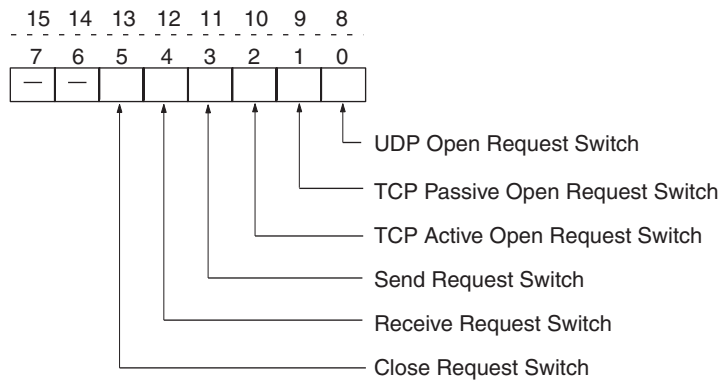 15 14 13 12 11 10 9 8
7 6 5 4 3 2 1 0
— —
UDP Open Request Switch
TCP Passive Open Request Switch
TCP Active Open Request Switch
Send Request Switch
Receive Request Switch
Close Request Switch